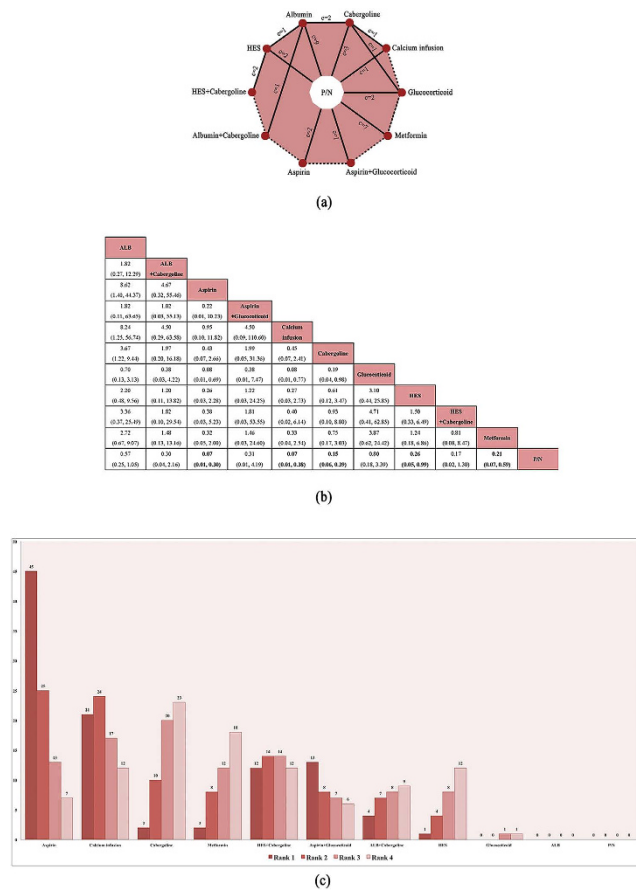 Albumin
Cabergoline
c=2
c=1
c=1
HES
Calcium infusion
c=2
P/N
HES+Cabergoline
c=2
Glucocorticoid
Albumin+Cabergoline
Metformin
Aspirin
Aspirin+Glucocorticoid
(a)
ALB
1.82
ALB
(0.27, 12.29)
+Cabergoline
8.62 4.67
Aspirin
(1.40, 44.37) (0.32, 55.46)
1.82 1.02 0.22
Aspirin
(0.11, 63.65) (0.03, 35.13) (0.01, 10.23)
+Glucocorticoid
8.24 4.50 0.95 4.50
Calcium
(1.25, 56.74) (0.29, 63.58) (0.10, 11.82) (0.09, 110.60)
infusion
3.67 1.97 0.43 1.99 0.45
Cabergoline
(1.22, 9.44) (0.20, 16.18) (0.07, 2.66) (0.05, 31.36) (0.07, 2.41)
0.70 0.38 0.08 0.38 0.08 0.19
Glucocorticoid
(0.13, 3.13) (0.03, 4.22) (0.01, 0.69) (0.01, 7.47) (0.01, 0.77) (0.04, 0.90)
2.20 1.20 0.26 1.22 0.27 0.61 3.10
HES
(0.48, 9.56) (0.11, 13.82) (0.03, 2.28) (0.03, 24.25) (0.03, 2.73) (0.12, 3.47) (0.44, 25.85)
3.36 1.82 0.38 1.81 0.40 0.93 4.71 1.50
HES
(0.37, 25.49) (0.10, 29.54) (0.03, 5.23) (0.03, 53.55) (0.02, 6.14) (0.10, 8.80) (0.41, 62.85) (0.33, 6.49)
+Cabergoline
2.72 1.48 0.32 1.46 0.33 0.75 3.87 1.24 0.81
Metformin
(0.67, 9.07) (0.13, 13.16) (0.05, 2.00) (0.03, 24.60) (0.04, 2.54) (0.17, 3.03) (0.62, 24.42) (0.18, 6.86) (0.08, 8.47)
0.57 0.30 0.07 0.31 0.07 0.15 0.80 0.26 0.17 0.21
P/N
(0.25, 1.05) (0.04, 2.16) (0.01, 0.30) (0.01, 4.19) (0.01, 0.38) (0.06, 0.39) (0.18, 3.39) (0.05, 0.99) (0.02, 1.30) (0.07, 0.59)
(b)
45 25 13 7
21 24 17 12
2 10 20 23
2 8 12 18
12 14 14 12
13 8 7 6
4 7 8 9
1 4 8 12
0 0 1 1
0 0 0 0
0 0 0 0
Aspirin Calcium infusion Cabergoline Metformin HES+Cabergoline Aspirin+Glucocorticoid ALB+Cabergoline HES Glucocorticoid ALB P/N
Rank 1 Rank 2 Rank 3 Rank 4
(c)